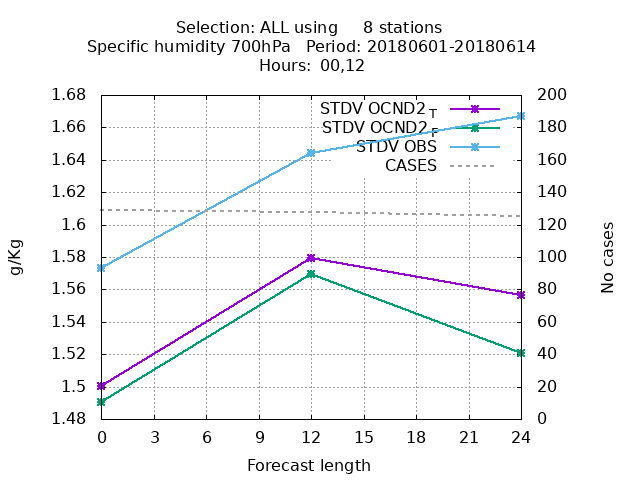 Selection: ALL using     8 stations
Specific humidity 700hPa   Period: 20180601-20180614
Hours: 00,12
STDV OCND2 T
STDV OCND2 F
STDV OBS
CASES
1.68
1.66
1.64
1.62
1.6
1.58
1.56
1.54
1.52
1.5
1.48
200
180
160
140
120
100
80
60
40
20
0
g/Kg
No cases
0 3 6 9 12 15 18 21 24
Forecast length